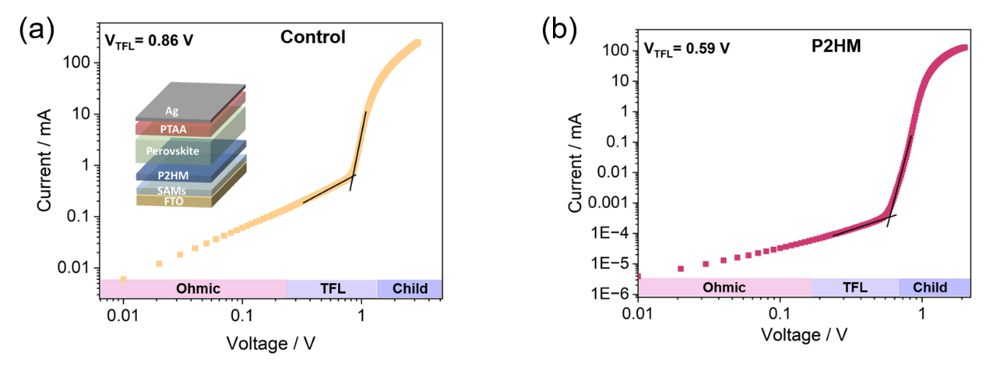 (a)
V_TFL= 0.86 V
Control
100
10
1
0.1
0.01
Current / mA
Ag
PTAA
Perovskite
P2HM
SAMs
FTO
Ohmic
TFL
Child
0.01
0.1
1
Voltage / V
(b)
V_TFL= 0.59 V
P2HM
100
10
1
0.1
0.01
0.001
1E−4
1E−5
1E−6
Current / mA
Ohmic
TFL
Child
0.01
0.1
1
Voltage / V